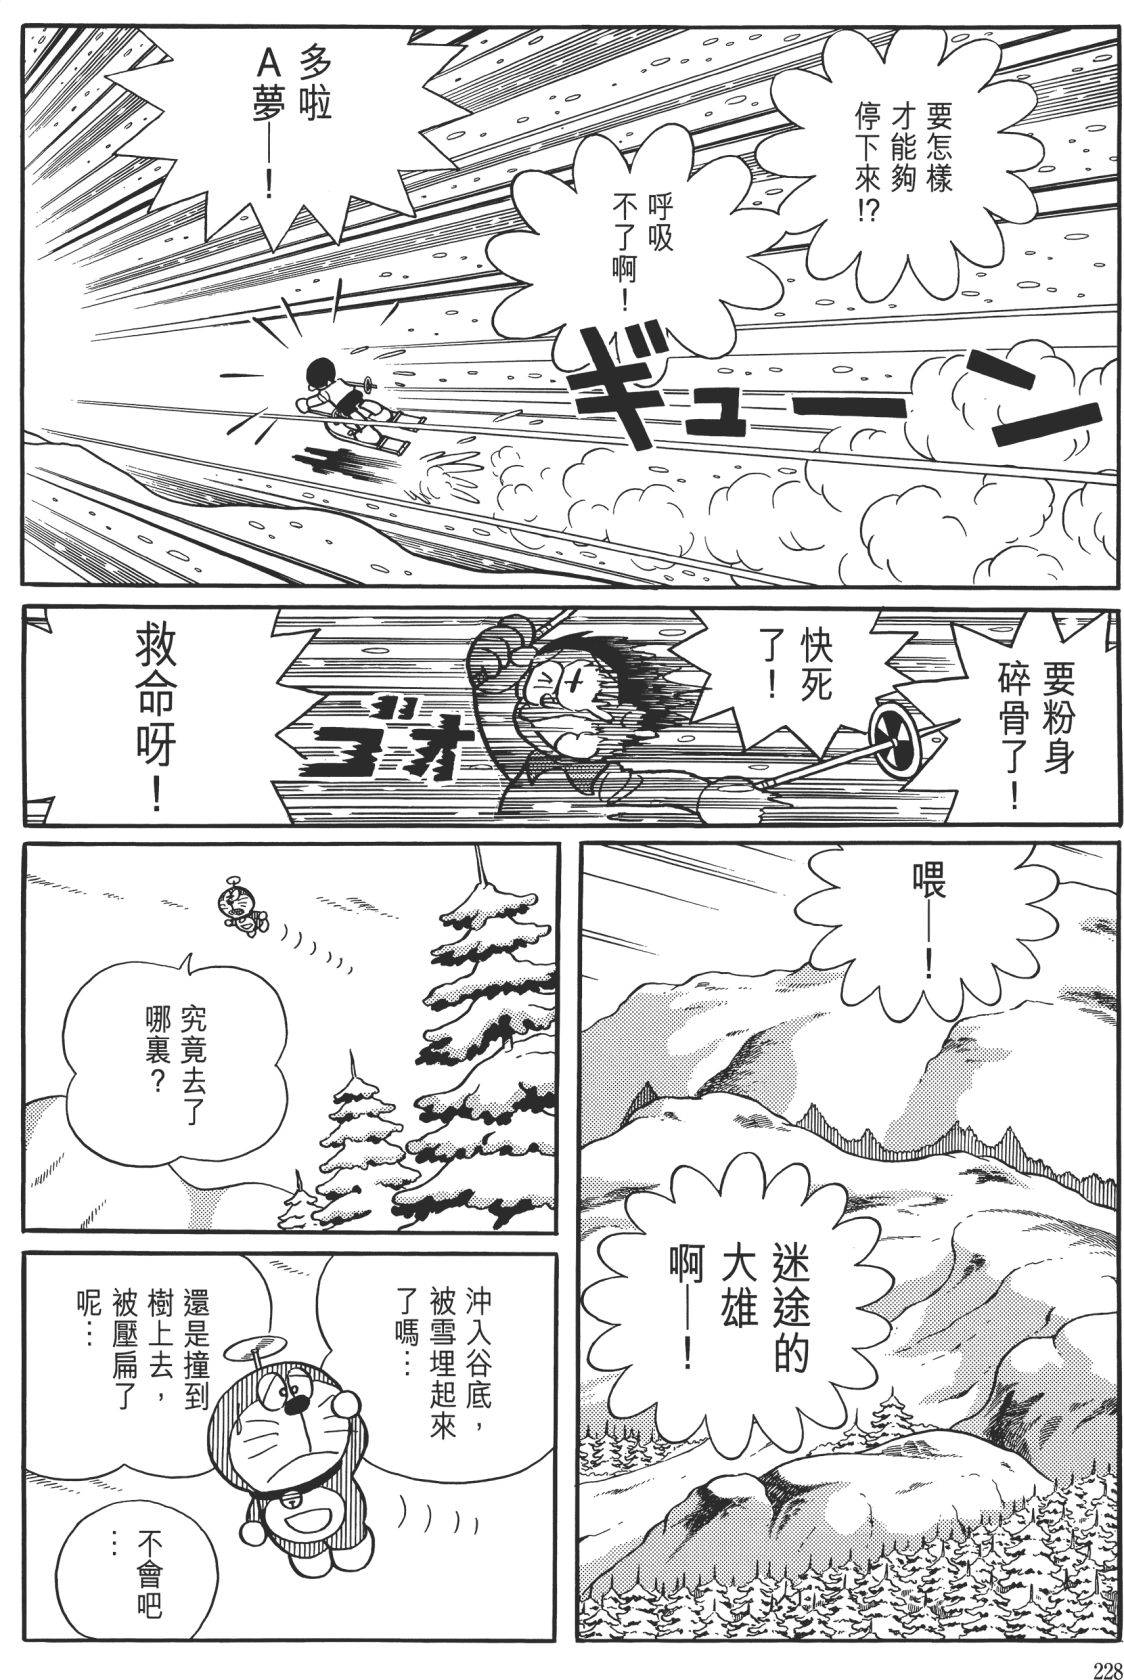 要怎樣
才能夠
停下來!?
呼吸
不了啊！
多啦
A夢—！
ギューン
要粉身
碎骨了！
快死
了！
ゴオ
救命呀！
喂—！
迷途的
大雄
啊—！
究竟去了
哪裏？
沖入谷底，
被雪埋起來
了嗎…
還是撞到
樹上去，
被壓扁了
呢…
不會吧
…
228